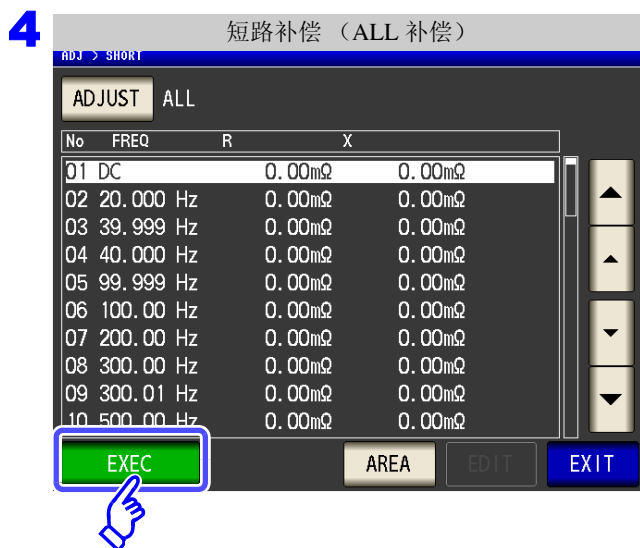 4
短路补偿 （ALL 补偿）
ADJ > SHORT
ADJUST ALL
No FREQ R X
01 DC 0.00mΩ 0.00mΩ
02 20.000 Hz 0.00mΩ 0.00mΩ
03 39.999 Hz 0.00mΩ 0.00mΩ
04 40.000 Hz 0.00mΩ 0.00mΩ
05 99.999 Hz 0.00mΩ 0.00mΩ
06 100.00 Hz 0.00mΩ 0.00mΩ
07 200.00 Hz 0.00mΩ 0.00mΩ
08 300.00 Hz 0.00mΩ 0.00mΩ
09 300.01 Hz 0.00mΩ 0.00mΩ
10 500.00 Hz 0.00mΩ 0.00mΩ
EXEC AREA EDIT EXIT